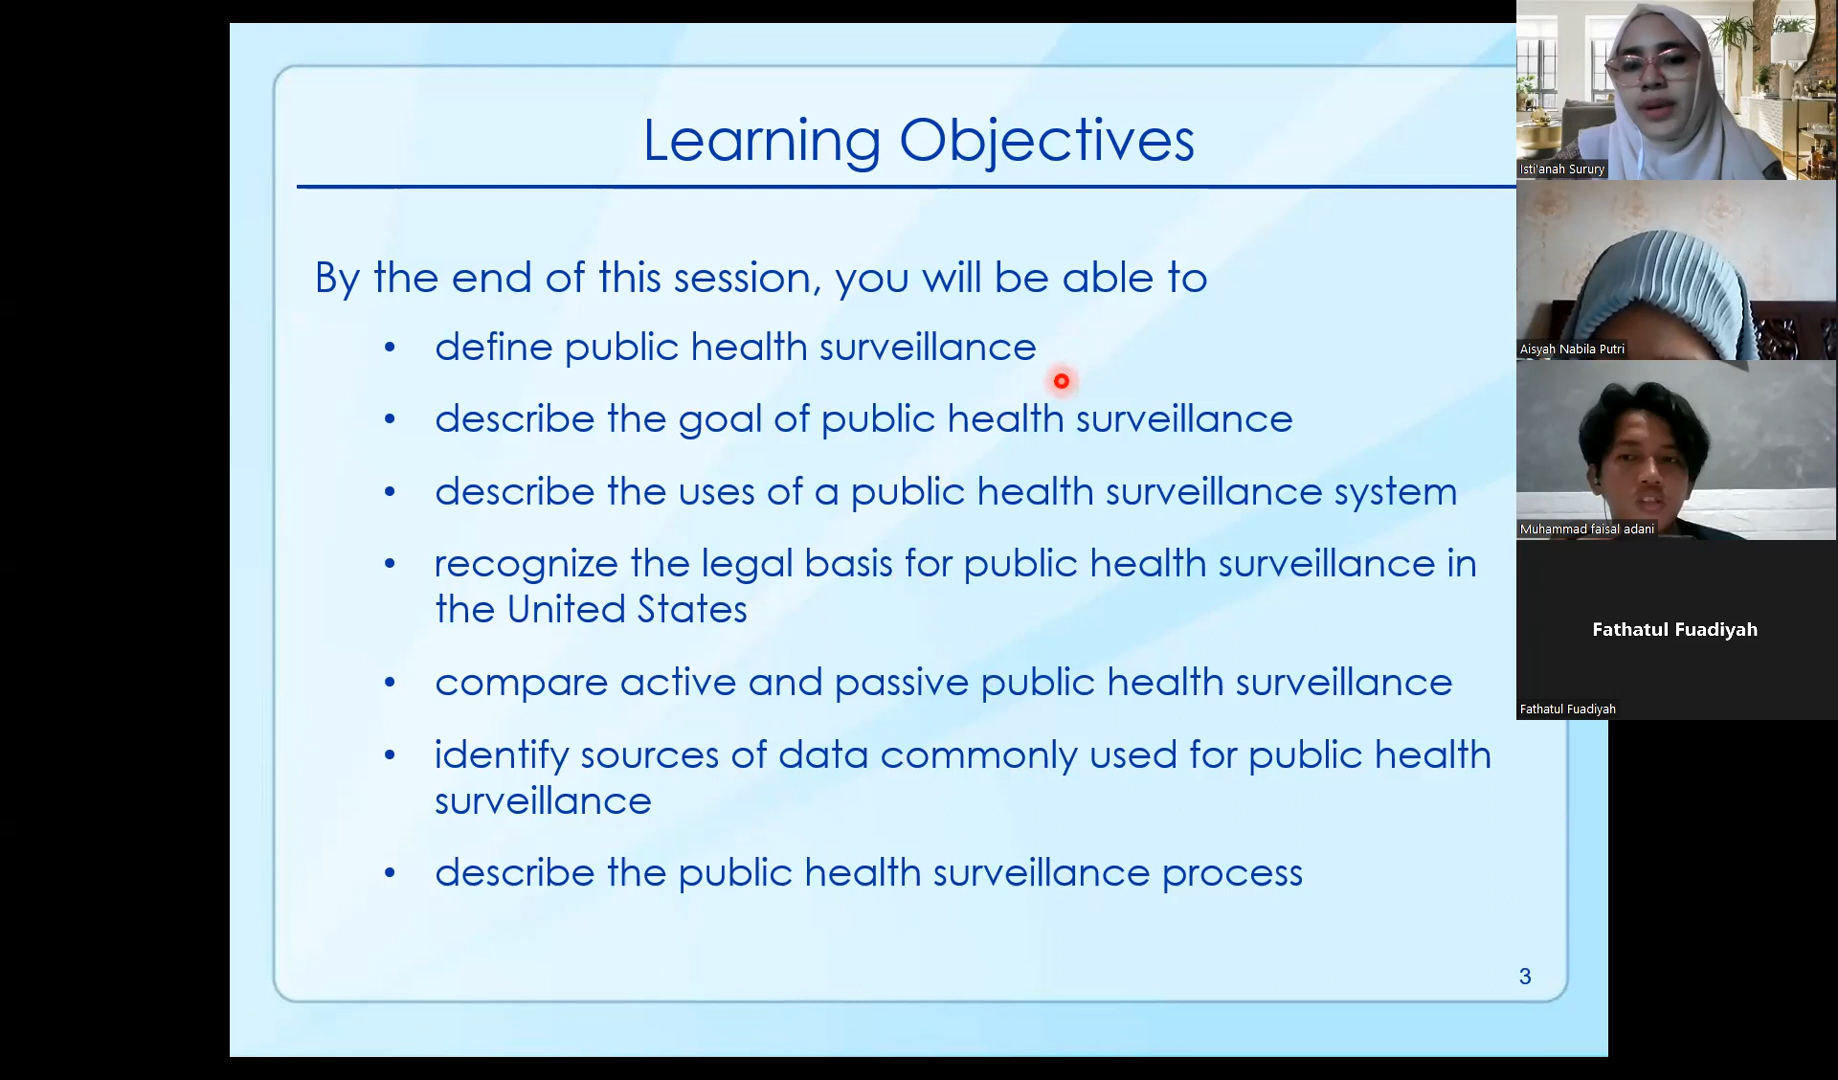 Learning Objectives
By the end of this session, you will be able to
• define public health surveillance
• describe the goal of public health surveillance
• describe the uses of a public health surveillance system
• recognize the legal basis for public health surveillance in
the United States
• compare active and passive public health surveillance
• identify sources of data commonly used for public health
surveillance
• describe the public health surveillance process
3
Isti'anah Surury
Aisyah Nabila Putri
Muhammad faisal adani
Fathatul Fuadiyah
Fathatul Fuadiyah